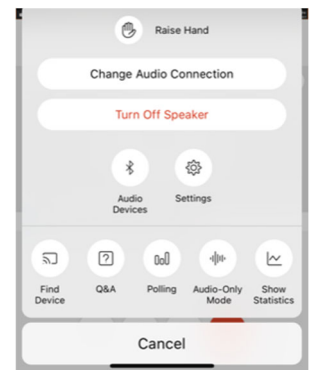 Raise Hand
Change Audio Connection
Turn Off Speaker
Audio
Devices
Settings
Find
Device
Q&A
Polling
Audio-Only
Mode
Show
Statistics
Cancel